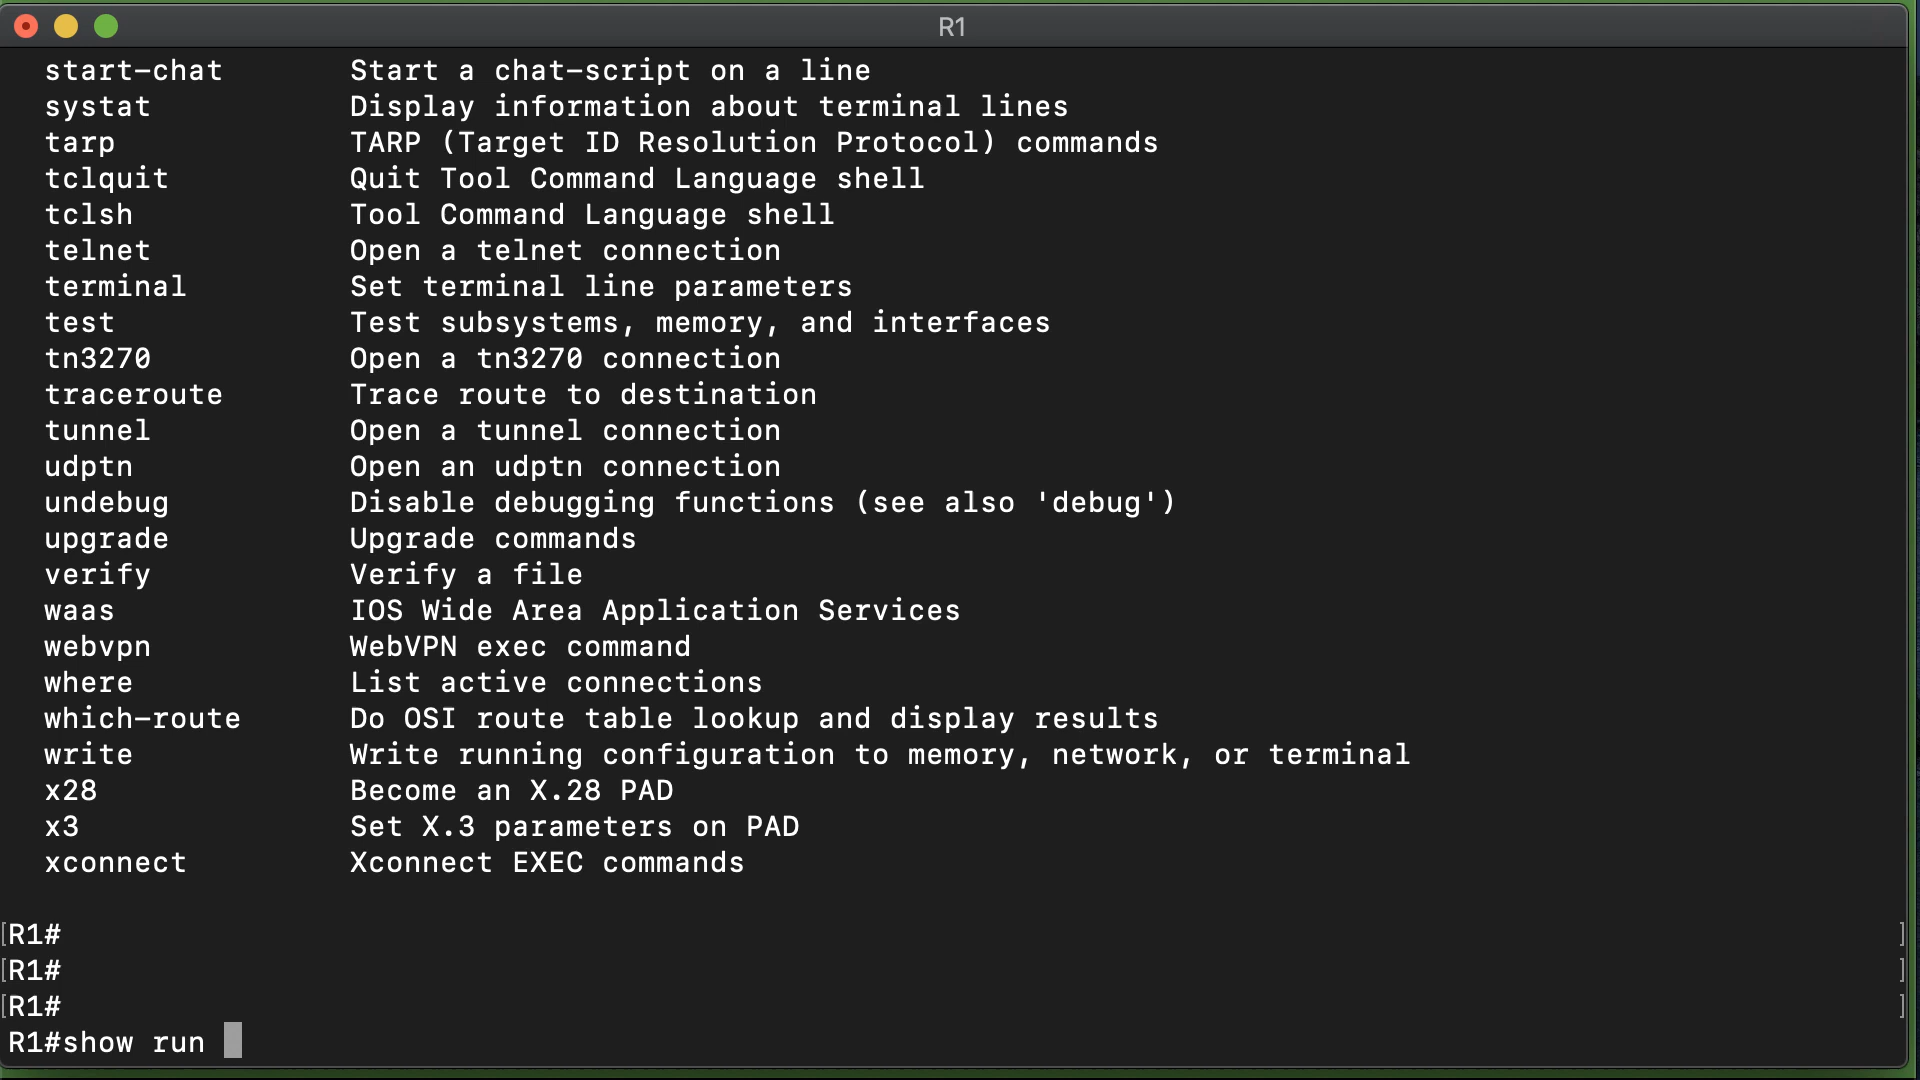 R1
start-chat Start a chat-script on a line
systat Display information about terminal lines
tarp TARP (Target ID Resolution Protocol) commands
tclquit Quit Tool Command Language shell
tclsh Tool Command Language shell
telnet Open a telnet connection
terminal Set terminal line parameters
test Test subsystems, memory, and interfaces
tn3270 Open a tn3270 connection
traceroute Trace route to destination
tunnel Open a tunnel connection
udptn Open an udptn connection
undebug Disable debugging functions (see also 'debug')
upgrade Upgrade commands
verify Verify a file
waas IOS Wide Area Application Services
webvpn WebVPN exec command
where List active connections
which-route Do OSI route table lookup and display results
write Write running configuration to memory, network, or terminal
x28 Become an X.28 PAD
x3 Set X.3 parameters on PAD
xconnect Xconnect EXEC commands
[R1# ]
[R1# ]
[R1# ]
R1#show run